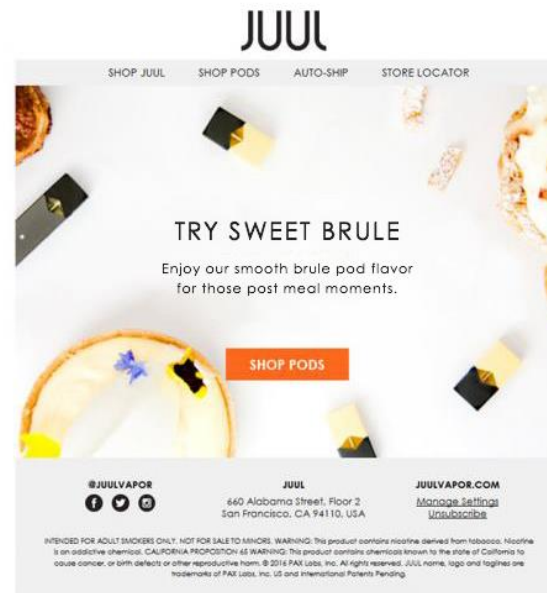 JUUL
SHOP JUUL SHOP PODS AUTO-SHIP STORE LOCATOR
TRY SWEET BRULE
Enjoy our smooth brule pod flavor
for those post meal moments.
SHOP PODS
@JUULVAPOR
JUUL
660 Alabama Street, Floor 2
San Francisco, CA 94110, USA
JUULVAPOR.COM
Manage Settings
Unsubscribe
INTENDED FOR ADULT SMOKERS ONLY. NOT FOR SALE TO MINORS. WARNING: This product contains nicotine derived from tobacco. Nicotine
is an addictive chemical. CALIFORNIA PROPOSITION 65 WARNING: This product contains chemicals known to the state of California to
cause cancer, or birth defects or other reproductive harm. © 2016 PAX Labs, Inc. All rights reserved. JUUL name, logo and taglines are
trademarks of PAX Labs, Inc. US and International Patents Pending.